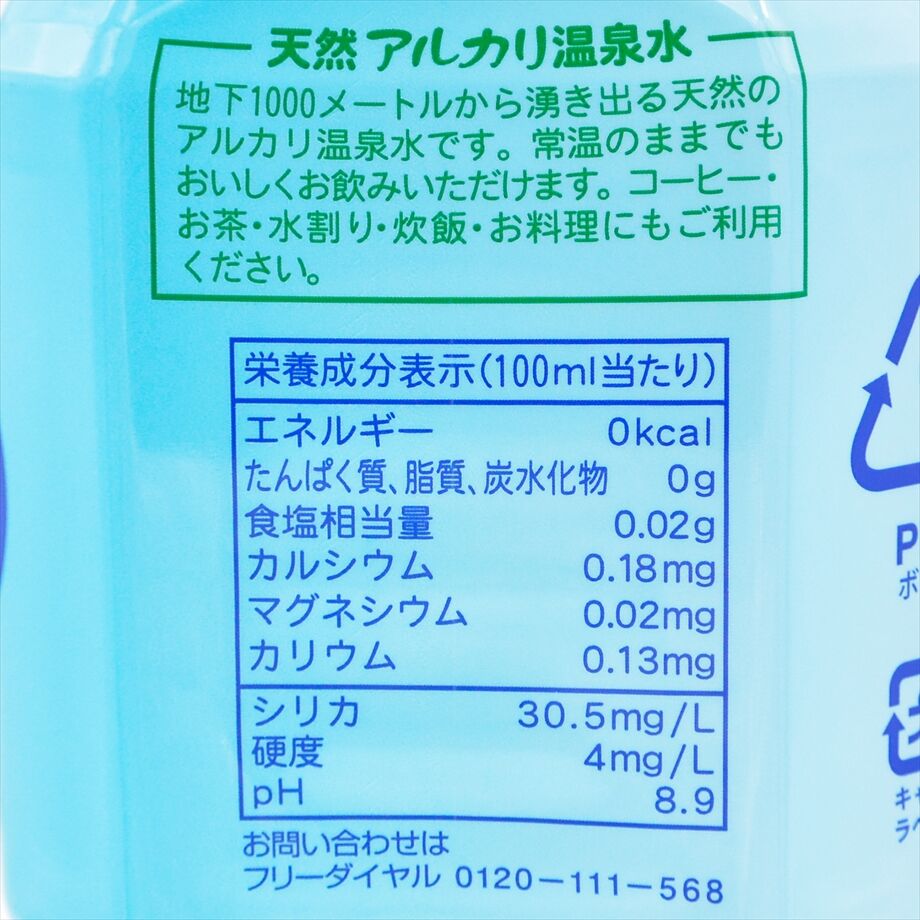 天然アルカリ温泉水
地下1000メートルから湧き出る天然の
アルカリ温泉水です。常温のままでも
おいしくお飲みいただけます。コーヒー・
お茶・水割り・炊飯・お料理にもご利用
ください。
栄養成分表示(100ml当たり)
エネルギー 0kcal
たんぱく質、脂質、炭水化物 0g
食塩相当量 0.02g
カルシウム 0.18mg
マグネシウム 0.02mg
カリウム 0.13mg
シリカ 30.5mg/L
硬度 4mg/L
pH 8.9
お問い合わせは
フリーダイヤル 0120-111-568
P
ボ
キャ
ラベ